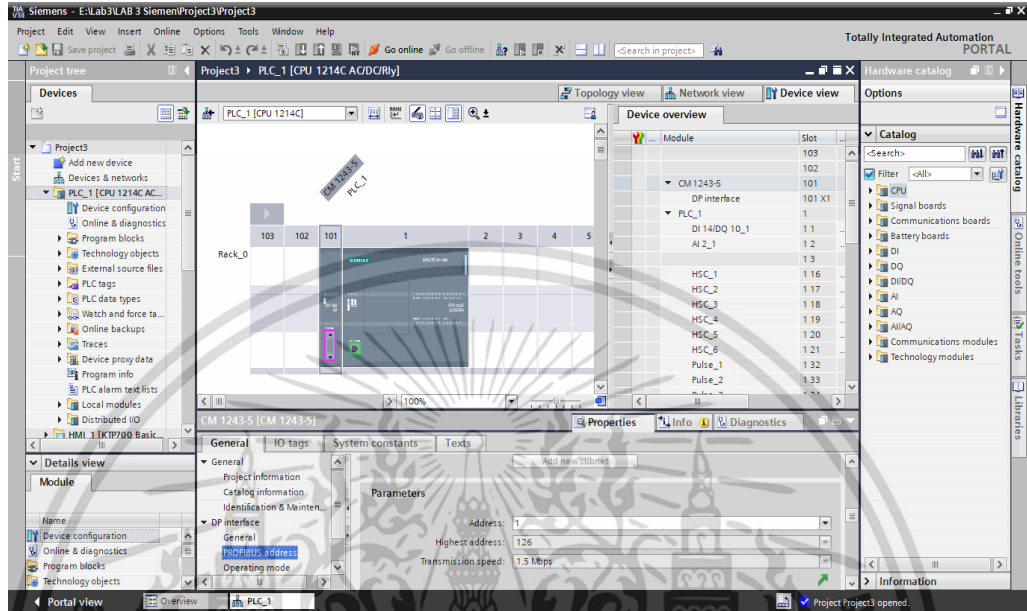 Siemens - E:\Lab3\LAB 3 Siemen\Project3\Project3
Project Edit View Insert Online Options Tools Window Help
Totally Integrated Automation
PORTAL
Save project
Go online
Go offline
<Search in project>
Project tree
Devices
Start
Project3
Add new device
Devices & networks
PLC_1 [CPU 1214C AC...
Device configuration
Online & diagnostics
Program blocks
Technology objects
External source files
PLC tags
PLC data types
Watch and force ta...
Online backups
Traces
Device proxy data
Program info
PLC alarm text lists
Local modules
Distributed I/O
HMI_1 [KTP700 Basic...
Details view
Module
Name
Device configuration
Online & diagnostics
Program blocks
Technology objects
Project3 PLC_1 [CPU 1214C AC/DC/Rly]
Topology view
Network view
Device view
PLC_1 [CPU 1214C]
CM 1243-5
PLC_1
103 102 101 1 2 3 4 5
Rack_0
SIEMENS
100%
Device overview
... Module Slot ...
103
102
CM 1243-5 101
DP interface 101 X1
PLC_1 1
DI 14/DQ 10_1 1 1
AI 2_1 1 2
1 3
HSC_1 1 16
HSC_2 1 17
HSC_3 1 18
HSC_4 1 19
HSC_5 1 20
HSC_6 1 21
Pulse_1 1 32
Pulse_2 1 33
CM 1243-5 [CM 1243-5]
Properties
Info
Diagnostics
General
IO tags
System constants
Texts
General
Project information
Catalog information
Identification & Mainten...
DP interface
General
PROFIBUS address
Operating mode
Add new subnet
Parameters
Address: 1
Highest address: 126
Transmission speed: 1.5 Mbps
Hardware catalog
Options
Catalog
<Search>
Filter <All>
CPU
Signal boards
Communications boards
Battery boards
DI
DQ
DI/DQ
AI
AQ
AI/AQ
Communications modules
Technology modules
Information
Hardware catalog
Online tools
Tasks
Libraries
Portal view
Overview
PLC_1
Project Project3 opened.